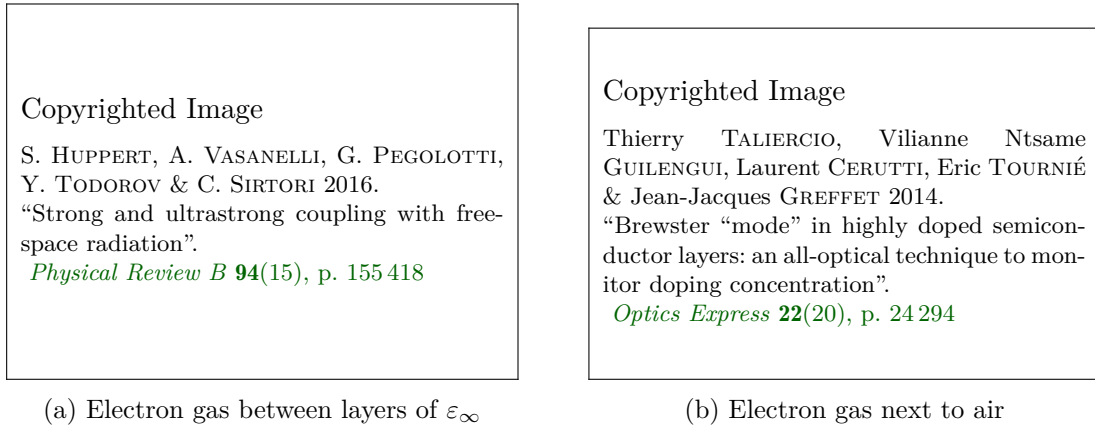 Copyrighted Image
S. HUPPERT, A. VASANELLI, G. PEGOLOTTI,
Y. TODOROV & C. SIRTORI 2016.
“Strong and ultrastrong coupling with free-
space radiation”.
Physical Review B 94(15), p. 155 418
(a) Electron gas between layers of ε∞
Copyrighted Image
Thierry TALIERCIO, Vilianne Ntsame
GUILENGUI, Laurent CERUTTI, Eric TOURNIÉ
& Jean-Jacques GREFFET 2014.
“Brewster “mode” in highly doped semicon-
ductor layers: an all-optical technique to mon-
itor doping concentration”.
Optics Express 22(20), p. 24 294
(b) Electron gas next to air